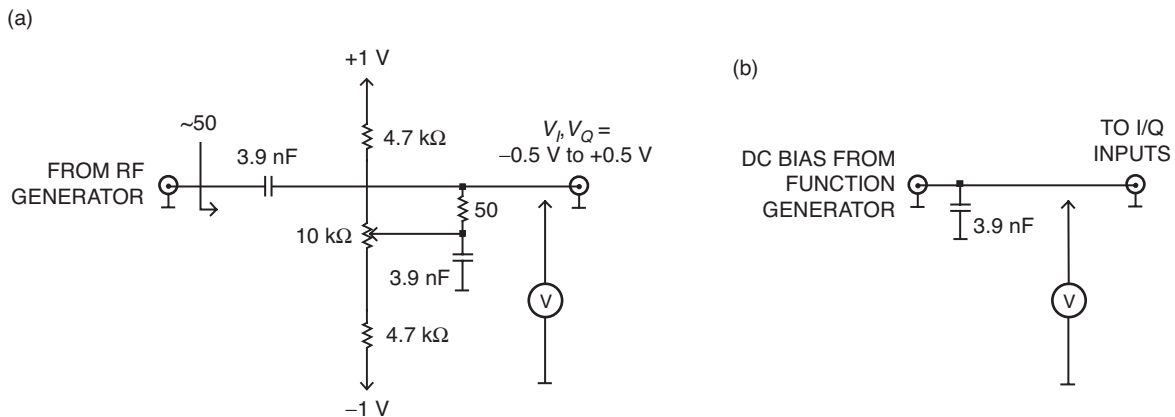 (a)
+1 V
~50
4.7 kΩ
3.9 nF
V_I, V_Q =
−0.5 V to +0.5 V
FROM RF
GENERATOR
50
10 kΩ
3.9 nF
V
4.7 kΩ
−1 V
(b)
TO I/Q
INPUTS
DC BIAS FROM
FUNCTION
GENERATOR
3.9 nF
V